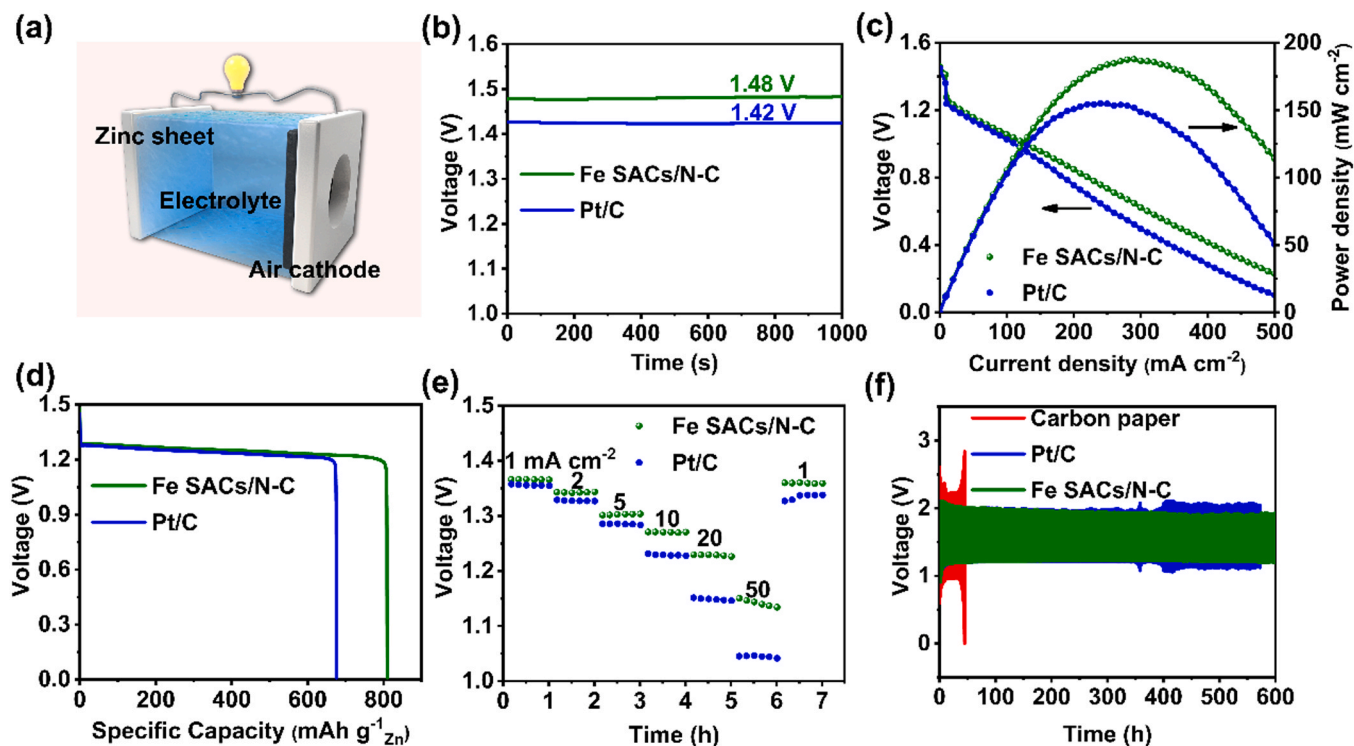 (a)
Zinc sheet
Electrolyte
Air cathode
(b)
1.6
1.5
1.4
1.3
1.2
1.1
1.0
Voltage (V)
1.48 V
1.42 V
Fe SACs/N-C
Pt/C
0 200 400 600 800 1000
Time (s)
(c)
1.6
1.2
0.8
0.4
0.0
Voltage (V)
200
150
100
50
0
Power density (mW cm-2)
Fe SACs/N-C
Pt/C
0 100 200 300 400 500
Current density (mA cm-2)
(d)
1.5
1.2
0.9
0.6
0.3
0.0
Voltage (V)
Fe SACs/N-C
Pt/C
0 200 400 600 800
Specific Capacity (mAh g-1Zn)
(e)
1.5
1.4
1.3
1.2
1.1
1.0
Voltage (V)
Fe SACs/N-C
Pt/C
1 mA cm-2
2
5
10
20
50
1
0 1 2 3 4 5 6 7
Time (h)
(f)
3
2
1
0
Voltage (V)
Carbon paper
Pt/C
Fe SACs/N-C
0 100 200 300 400 500 600
Time (h)